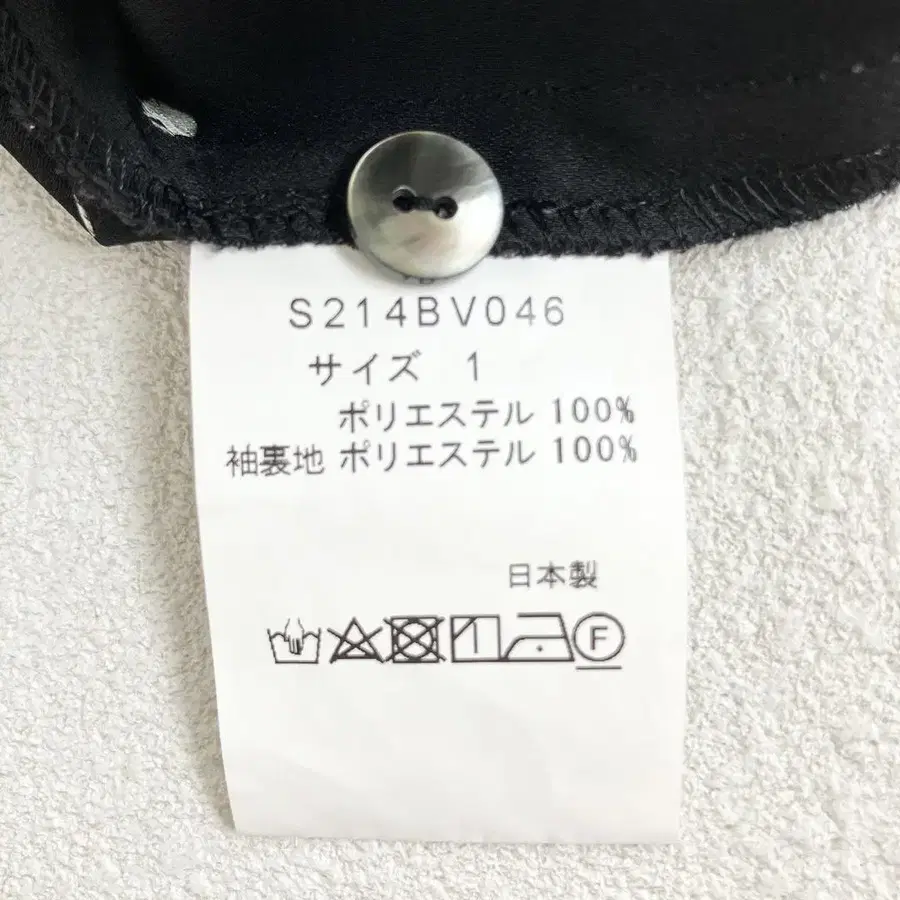 S214BV046
サイズ 1
ポリエステル 100%
袖裏地 ポリエステル 100%
日本製
F